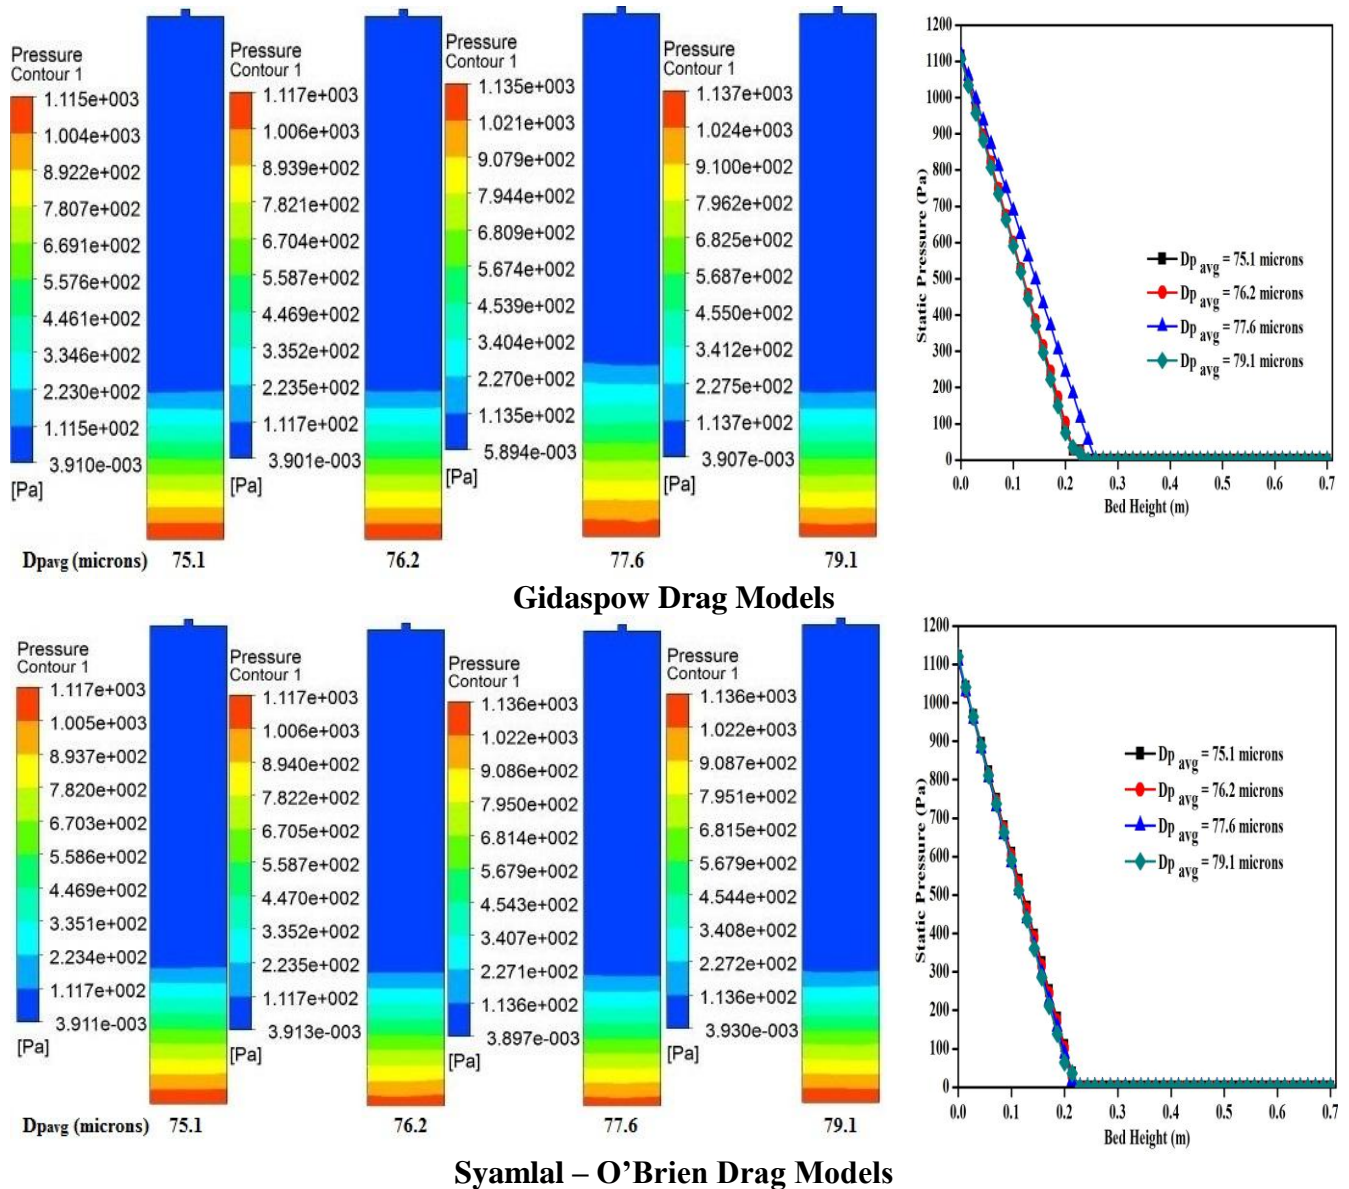 Pressure
Contour 1
1.115e+003
1.004e+003
8.922e+002
7.807e+002
6.691e+002
5.576e+002
4.461e+002
3.346e+002
2.230e+002
1.115e+002
3.910e-003
[Pa]
Pressure
Contour 1
1.117e+003
1.006e+003
8.939e+002
7.821e+002
6.704e+002
5.587e+002
4.469e+002
3.352e+002
2.235e+002
1.117e+002
3.901e-003
[Pa]
Pressure
Contour 1
1.135e+003
1.021e+003
9.079e+002
7.944e+002
6.809e+002
5.674e+002
4.539e+002
3.404e+002
2.270e+002
1.135e+002
5.894e-003
[Pa]
Pressure
Contour 1
1.137e+003
1.024e+003
9.100e+002
7.962e+002
6.825e+002
5.687e+002
4.550e+002
3.412e+002
2.275e+002
1.137e+002
3.907e-003
[Pa]
Dpavg (microns) 75.1 76.2 77.6 79.1
1200
1100
1000
900
800
700
600
500
400
300
200
100
0
Static Pressure (Pa)
Dp avg = 75.1 microns
Dp avg = 76.2 microns
Dp avg = 77.6 microns
Dp avg = 79.1 microns
0.0 0.1 0.2 0.3 0.4 0.5 0.6 0.7
Bed Height (m)
Gidaspow Drag Models
Pressure
Contour 1
1.117e+003
1.005e+003
8.937e+002
7.820e+002
6.703e+002
5.586e+002
4.469e+002
3.351e+002
2.234e+002
1.117e+002
3.911e-003
[Pa]
Pressure
Contour 1
1.117e+003
1.006e+003
8.940e+002
7.822e+002
6.705e+002
5.587e+002
4.470e+002
3.352e+002
2.235e+002
1.117e+002
3.913e-003
[Pa]
Pressure
Contour 1
1.136e+003
1.022e+003
9.086e+002
7.950e+002
6.814e+002
5.679e+002
4.543e+002
3.407e+002
2.271e+002
1.136e+002
3.897e-003
[Pa]
Pressure
Contour 1
1.136e+003
1.022e+003
9.087e+002
7.951e+002
6.815e+002
5.679e+002
4.544e+002
3.408e+002
2.272e+002
1.136e+002
3.930e-003
[Pa]
Dpavg (microns) 75.1 76.2 77.6 79.1
1200
1100
1000
900
800
700
600
500
400
300
200
100
0
Static Pressure (Pa)
Dp avg = 75.1 microns
Dp avg = 76.2 microns
Dp avg = 77.6 microns
Dp avg = 79.1 microns
0.0 0.1 0.2 0.3 0.4 0.5 0.6 0.7
Bed Height (m)
Syamlal – O’Brien Drag Models